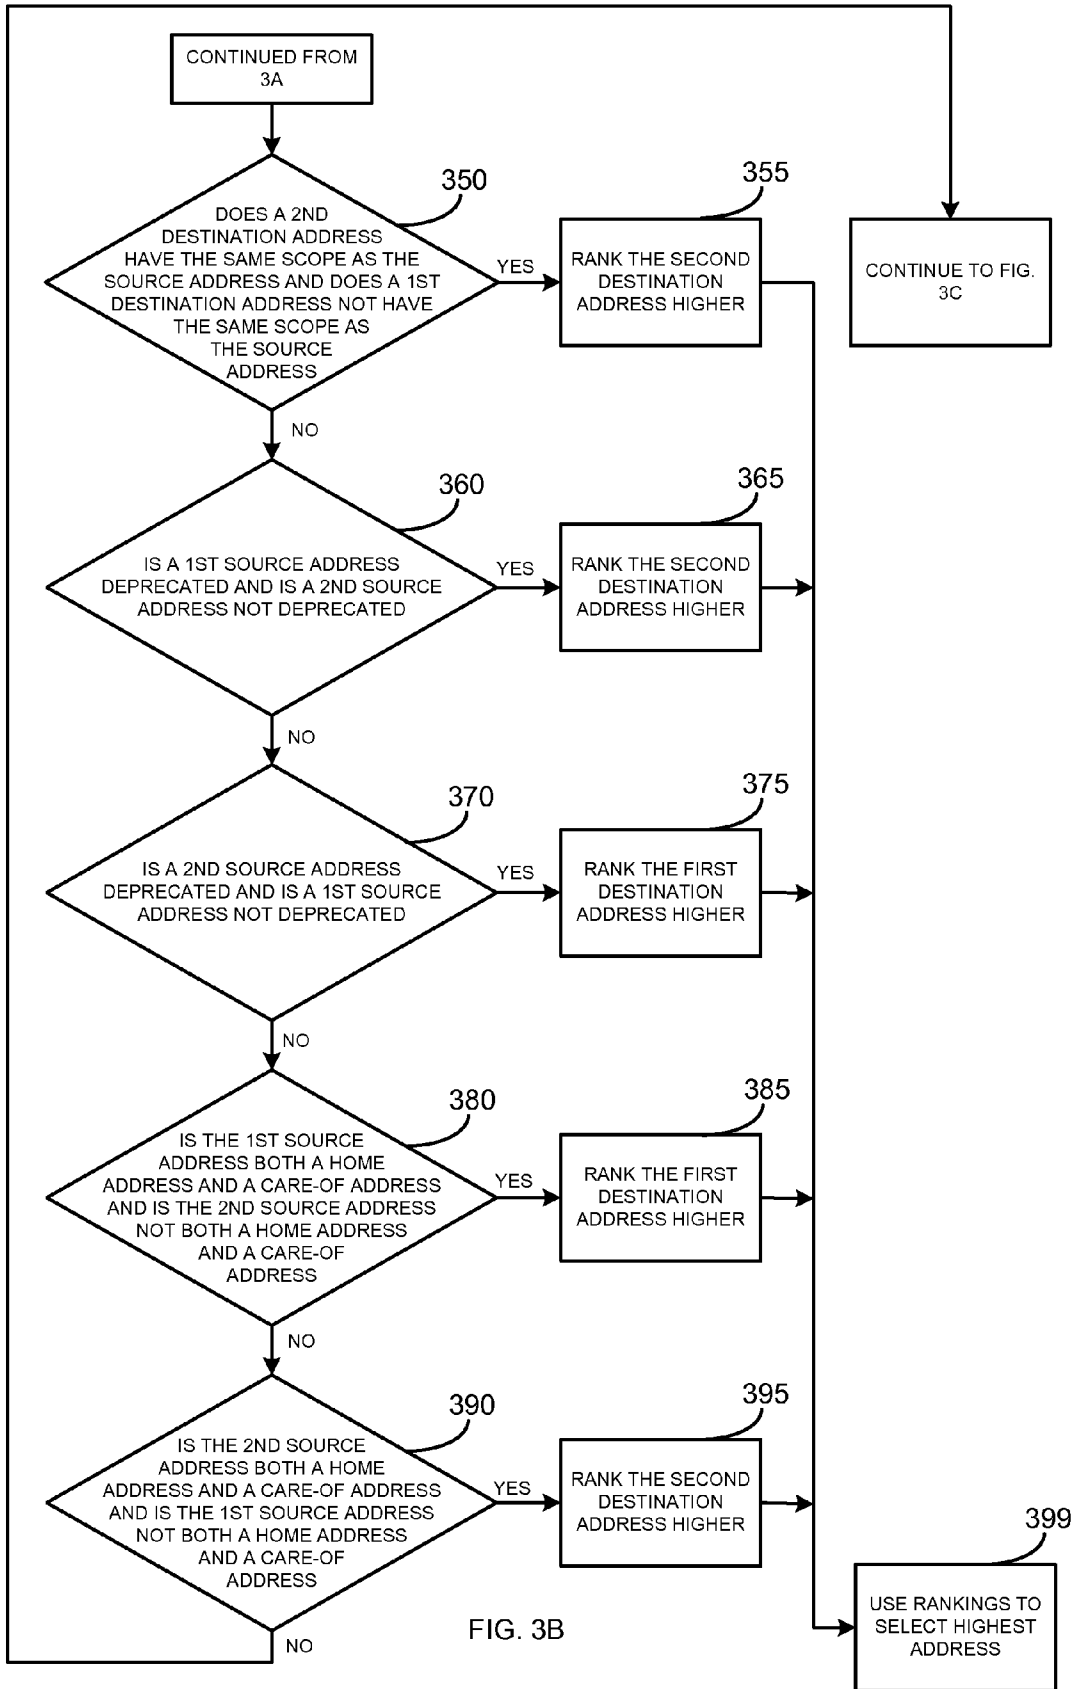 CONTINUED FROM
3A
350
DOES A 2ND
DESTINATION ADDRESS
HAVE THE SAME SCOPE AS THE
SOURCE ADDRESS AND DOES A 1ST
DESTINATION ADDRESS NOT HAVE
THE SAME SCOPE AS
THE SOURCE
ADDRESS
YES
355
RANK THE SECOND
DESTINATION
ADDRESS HIGHER
CONTINUE TO FIG.
3C
NO
360
IS A 1ST SOURCE ADDRESS
DEPRECATED AND IS A 2ND SOURCE
ADDRESS NOT DEPRECATED
YES
365
RANK THE SECOND
DESTINATION
ADDRESS HIGHER
NO
370
IS A 2ND SOURCE ADDRESS
DEPRECATED AND IS A 1ST SOURCE
ADDRESS NOT DEPRECATED
YES
375
RANK THE FIRST
DESTINATION
ADDRESS HIGHER
NO
380
IS THE 1ST SOURCE
ADDRESS BOTH A HOME
ADDRESS AND A CARE-OF ADDRESS
AND IS THE 2ND SOURCE ADDRESS
NOT BOTH A HOME ADDRESS
AND A CARE-OF
ADDRESS
YES
385
RANK THE FIRST
DESTINATION
ADDRESS HIGHER
NO
390
IS THE 2ND SOURCE
ADDRESS BOTH A HOME
ADDRESS AND A CARE-OF ADDRESS
AND IS THE 1ST SOURCE ADDRESS
NOT BOTH A HOME ADDRESS
AND A CARE-OF
ADDRESS
YES
395
RANK THE SECOND
DESTINATION
ADDRESS HIGHER
NO
399
USE RANKINGS TO
SELECT HIGHEST
ADDRESS
FIG. 3B